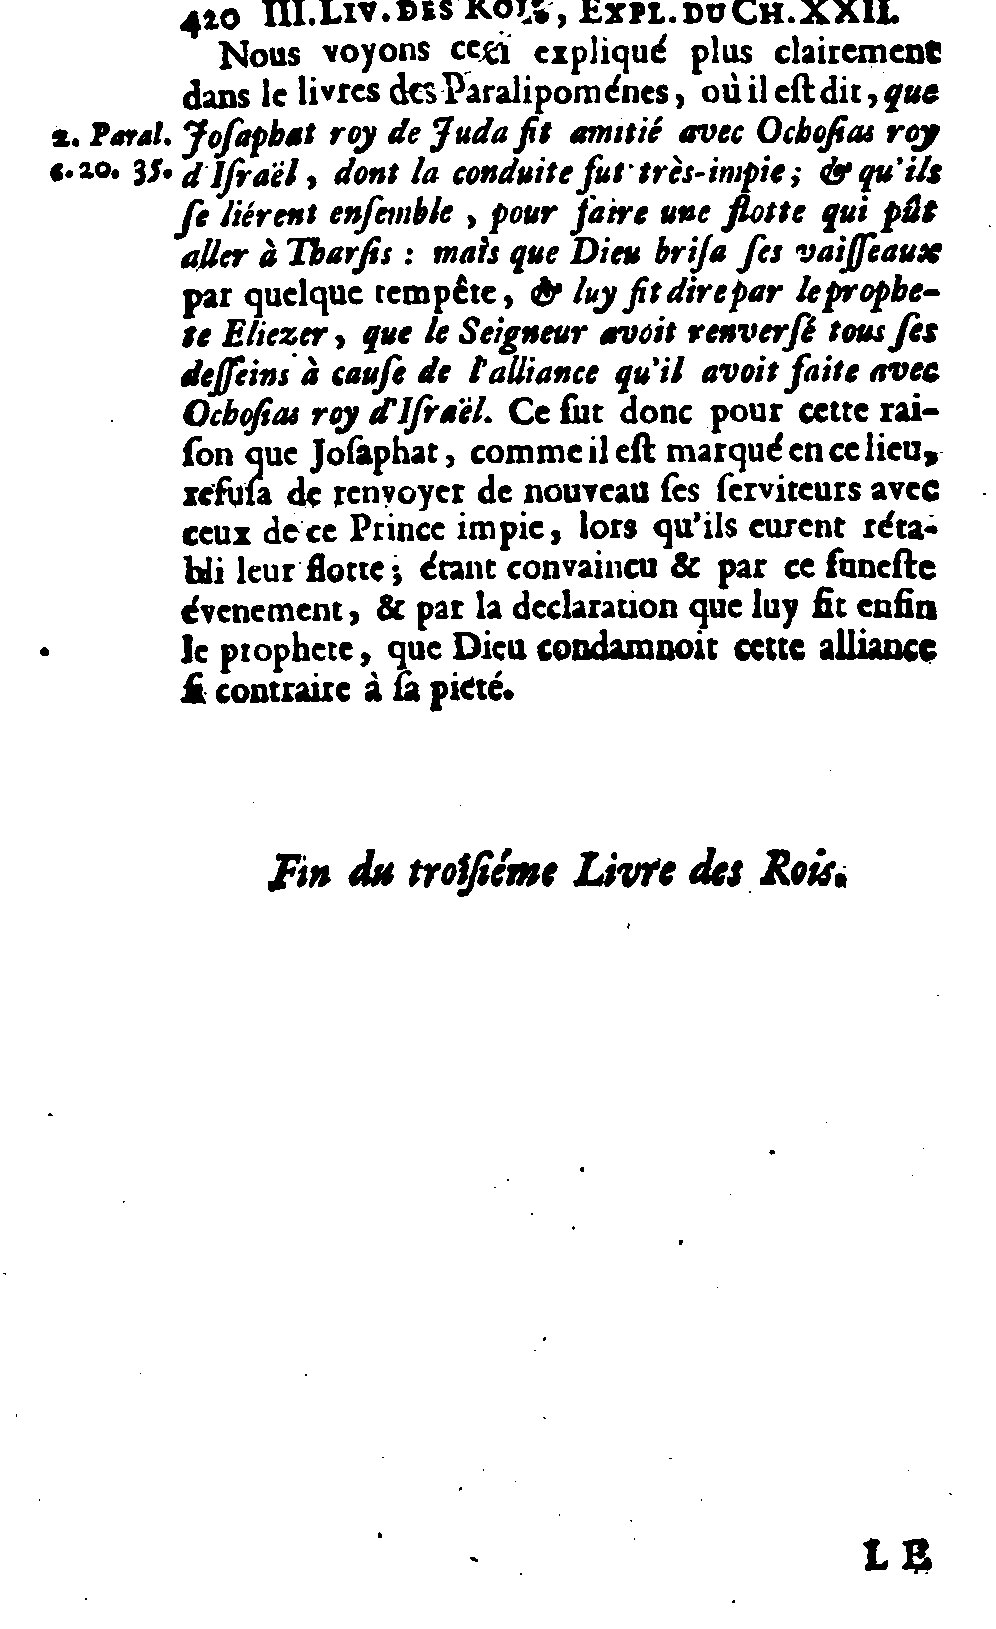 420 III. LIV. DES ROIS, EXPL. DU CH. XXII.
Nous voyons ceci expliqué plus clairement
dans le livres des Paralipoménes, où il eſt dit, que
2. Paral. Joſaphat roy de Juda fit amitié avec Ochoſias roy
c. 20. 35. d'Iſraël, dont la conduite fut très-impie; & qu'ils
ſe liérent enſemble, pour faire une flotte qui pût
aller à Tharſis : mais que Dieu briſa ſes vaiſſeaux
par quelque tempête, & luy fit dire par le prophe-
te Eliezer, que le Seigneur avoit renverſé tous ſes
deſſeins à cauſe de l'alliance qu'il avoit faite avec
Ochoſias roy d'Iſraël. Ce fut donc pour cette rai-
ſon que Joſaphat, comme il eſt marqué en ce lieu,
refuſa de renvoyer de nouveau ſes ſerviteurs avec
ceux de ce Prince impie, lors qu'ils eurent réta-
bli leur flotte; étant convaincu & par ce funeſte
évenement, & par la declaration que luy fit enfin
le prophete, que Dieu condamnoit cette alliance
ſi contraire à ſa piété.
Fin du troiſiéme Livre des Rois.
LE